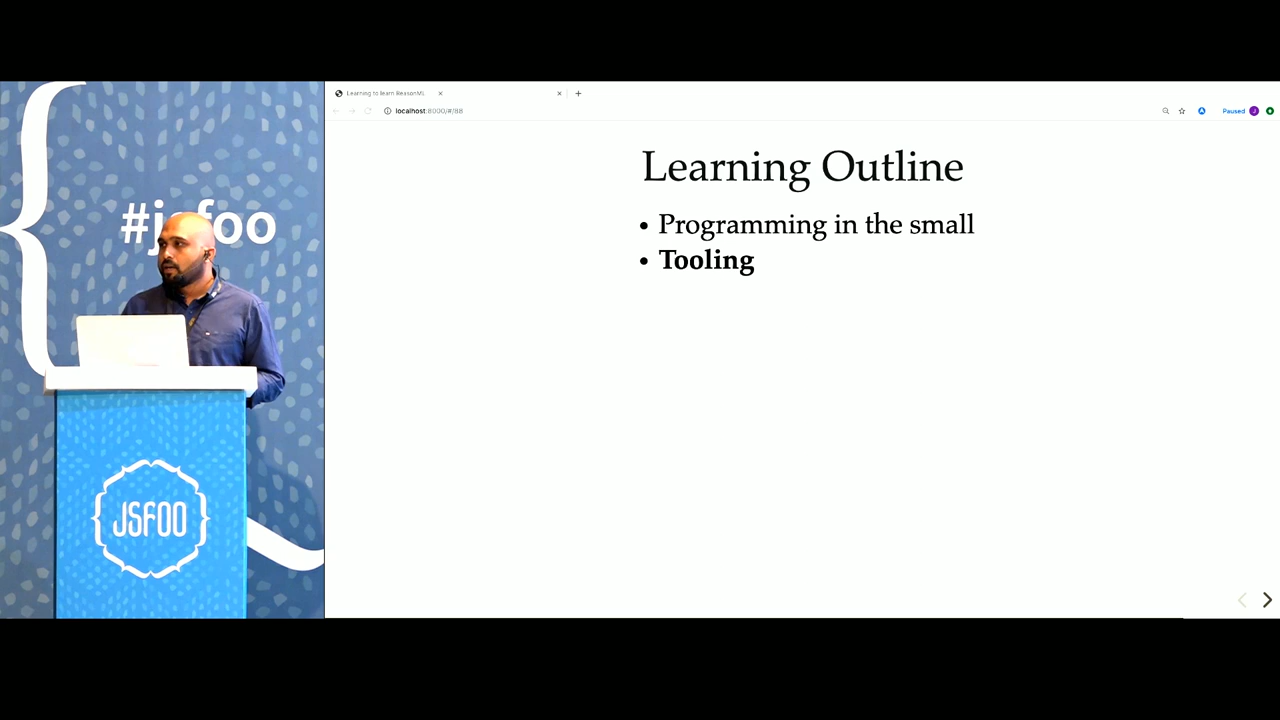 #jsfoo
JSFOO
Learning to learn ReasonML
localhost:8000/#/88
Paused
J
Learning Outline
• Programming in the small
• Tooling